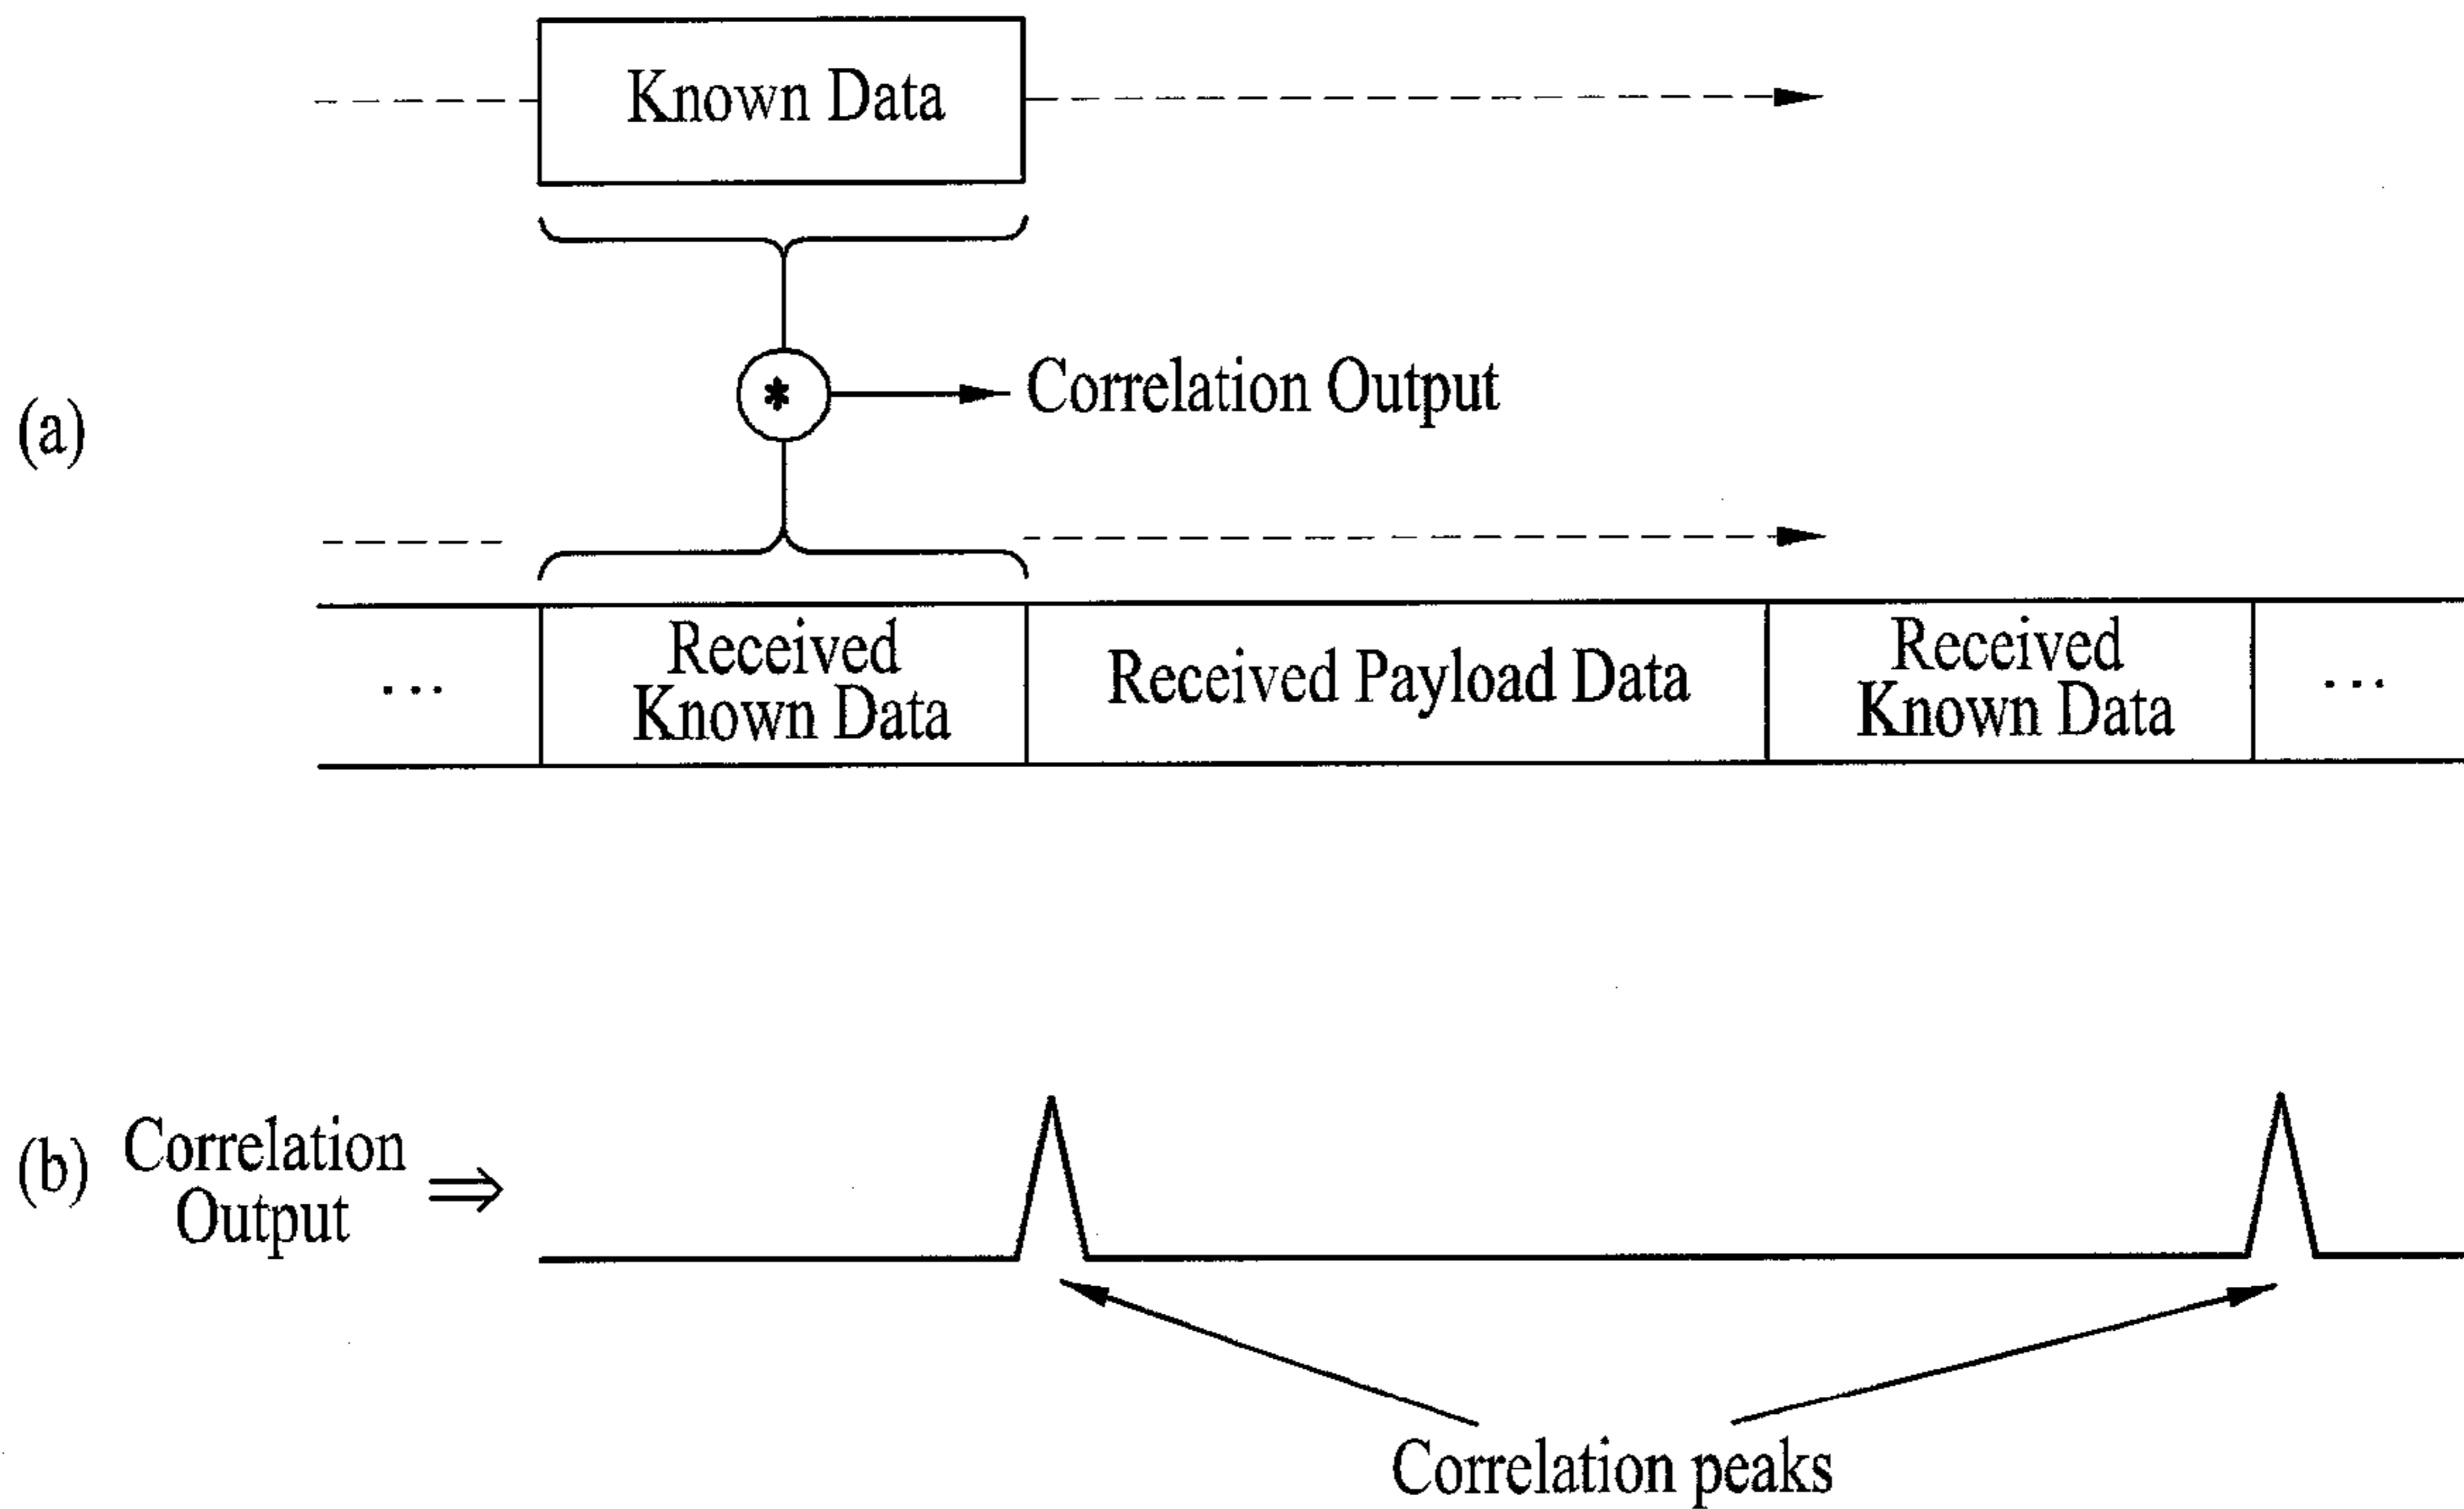 Known Data
(a)
*
Correlation Output
...
Received
Known Data
Received Payload Data
Received
Known Data
...
(b)
Correlation
Output
Correlation peaks